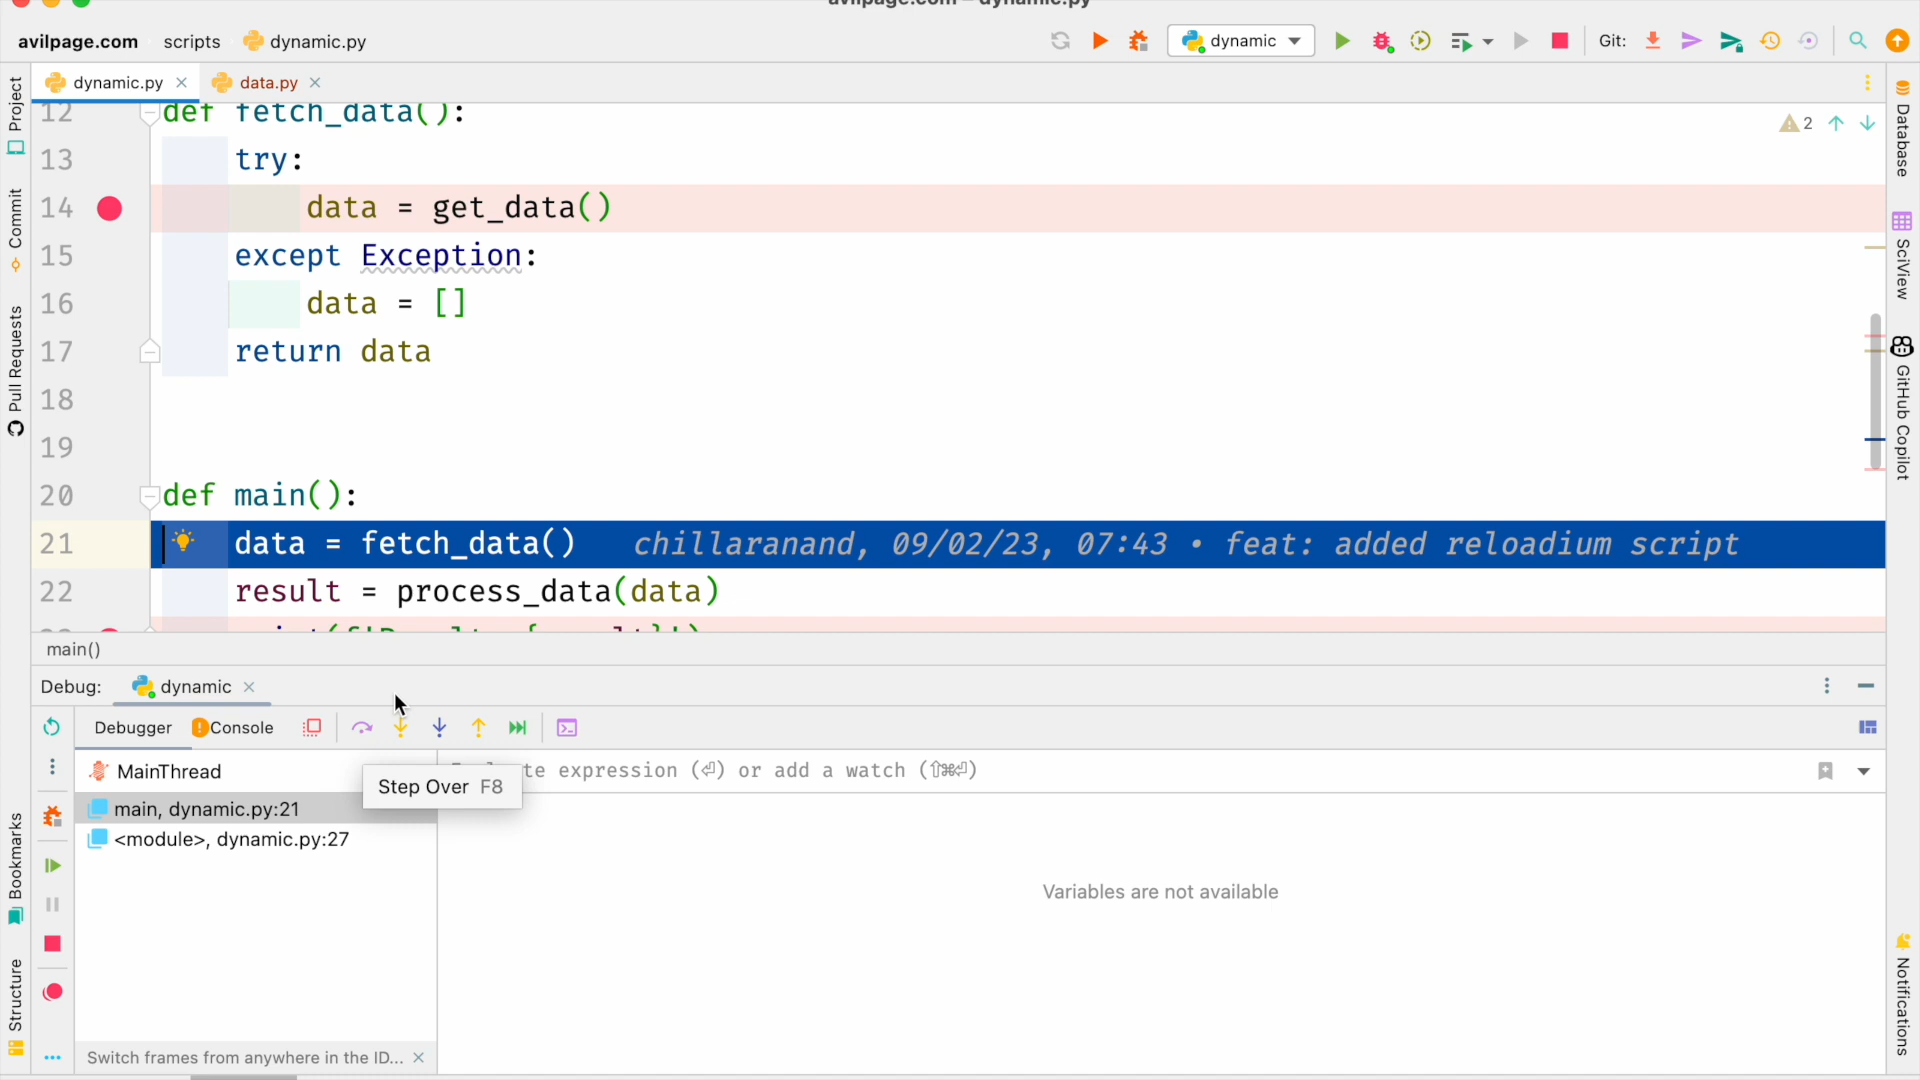 avilpage.com – dynamic.py
avilpage.com scripts dynamic.py
dynamic
Git:
dynamic.py
data.py
12 def fetch_data():
13 try:
14 data = get_data()
15 except Exception:
16 data = []
17 return data
18
19
20 def main():
21 data = fetch_data() chillaranand, 09/02/23, 07:43 • feat: added reloadium script
22 result = process_data(data)
2
main()
Debug: dynamic
Debugger Console
MainThread
te expression (⏎) or add a watch (⇧⌘⏎)
Step Over F8
main, dynamic.py:21
<module>, dynamic.py:27
Variables are not available
Switch frames from anywhere in the ID...
Project
Commit
Pull Requests
Bookmarks
Structure
Database
SciView
GitHub Copilot
Notifications